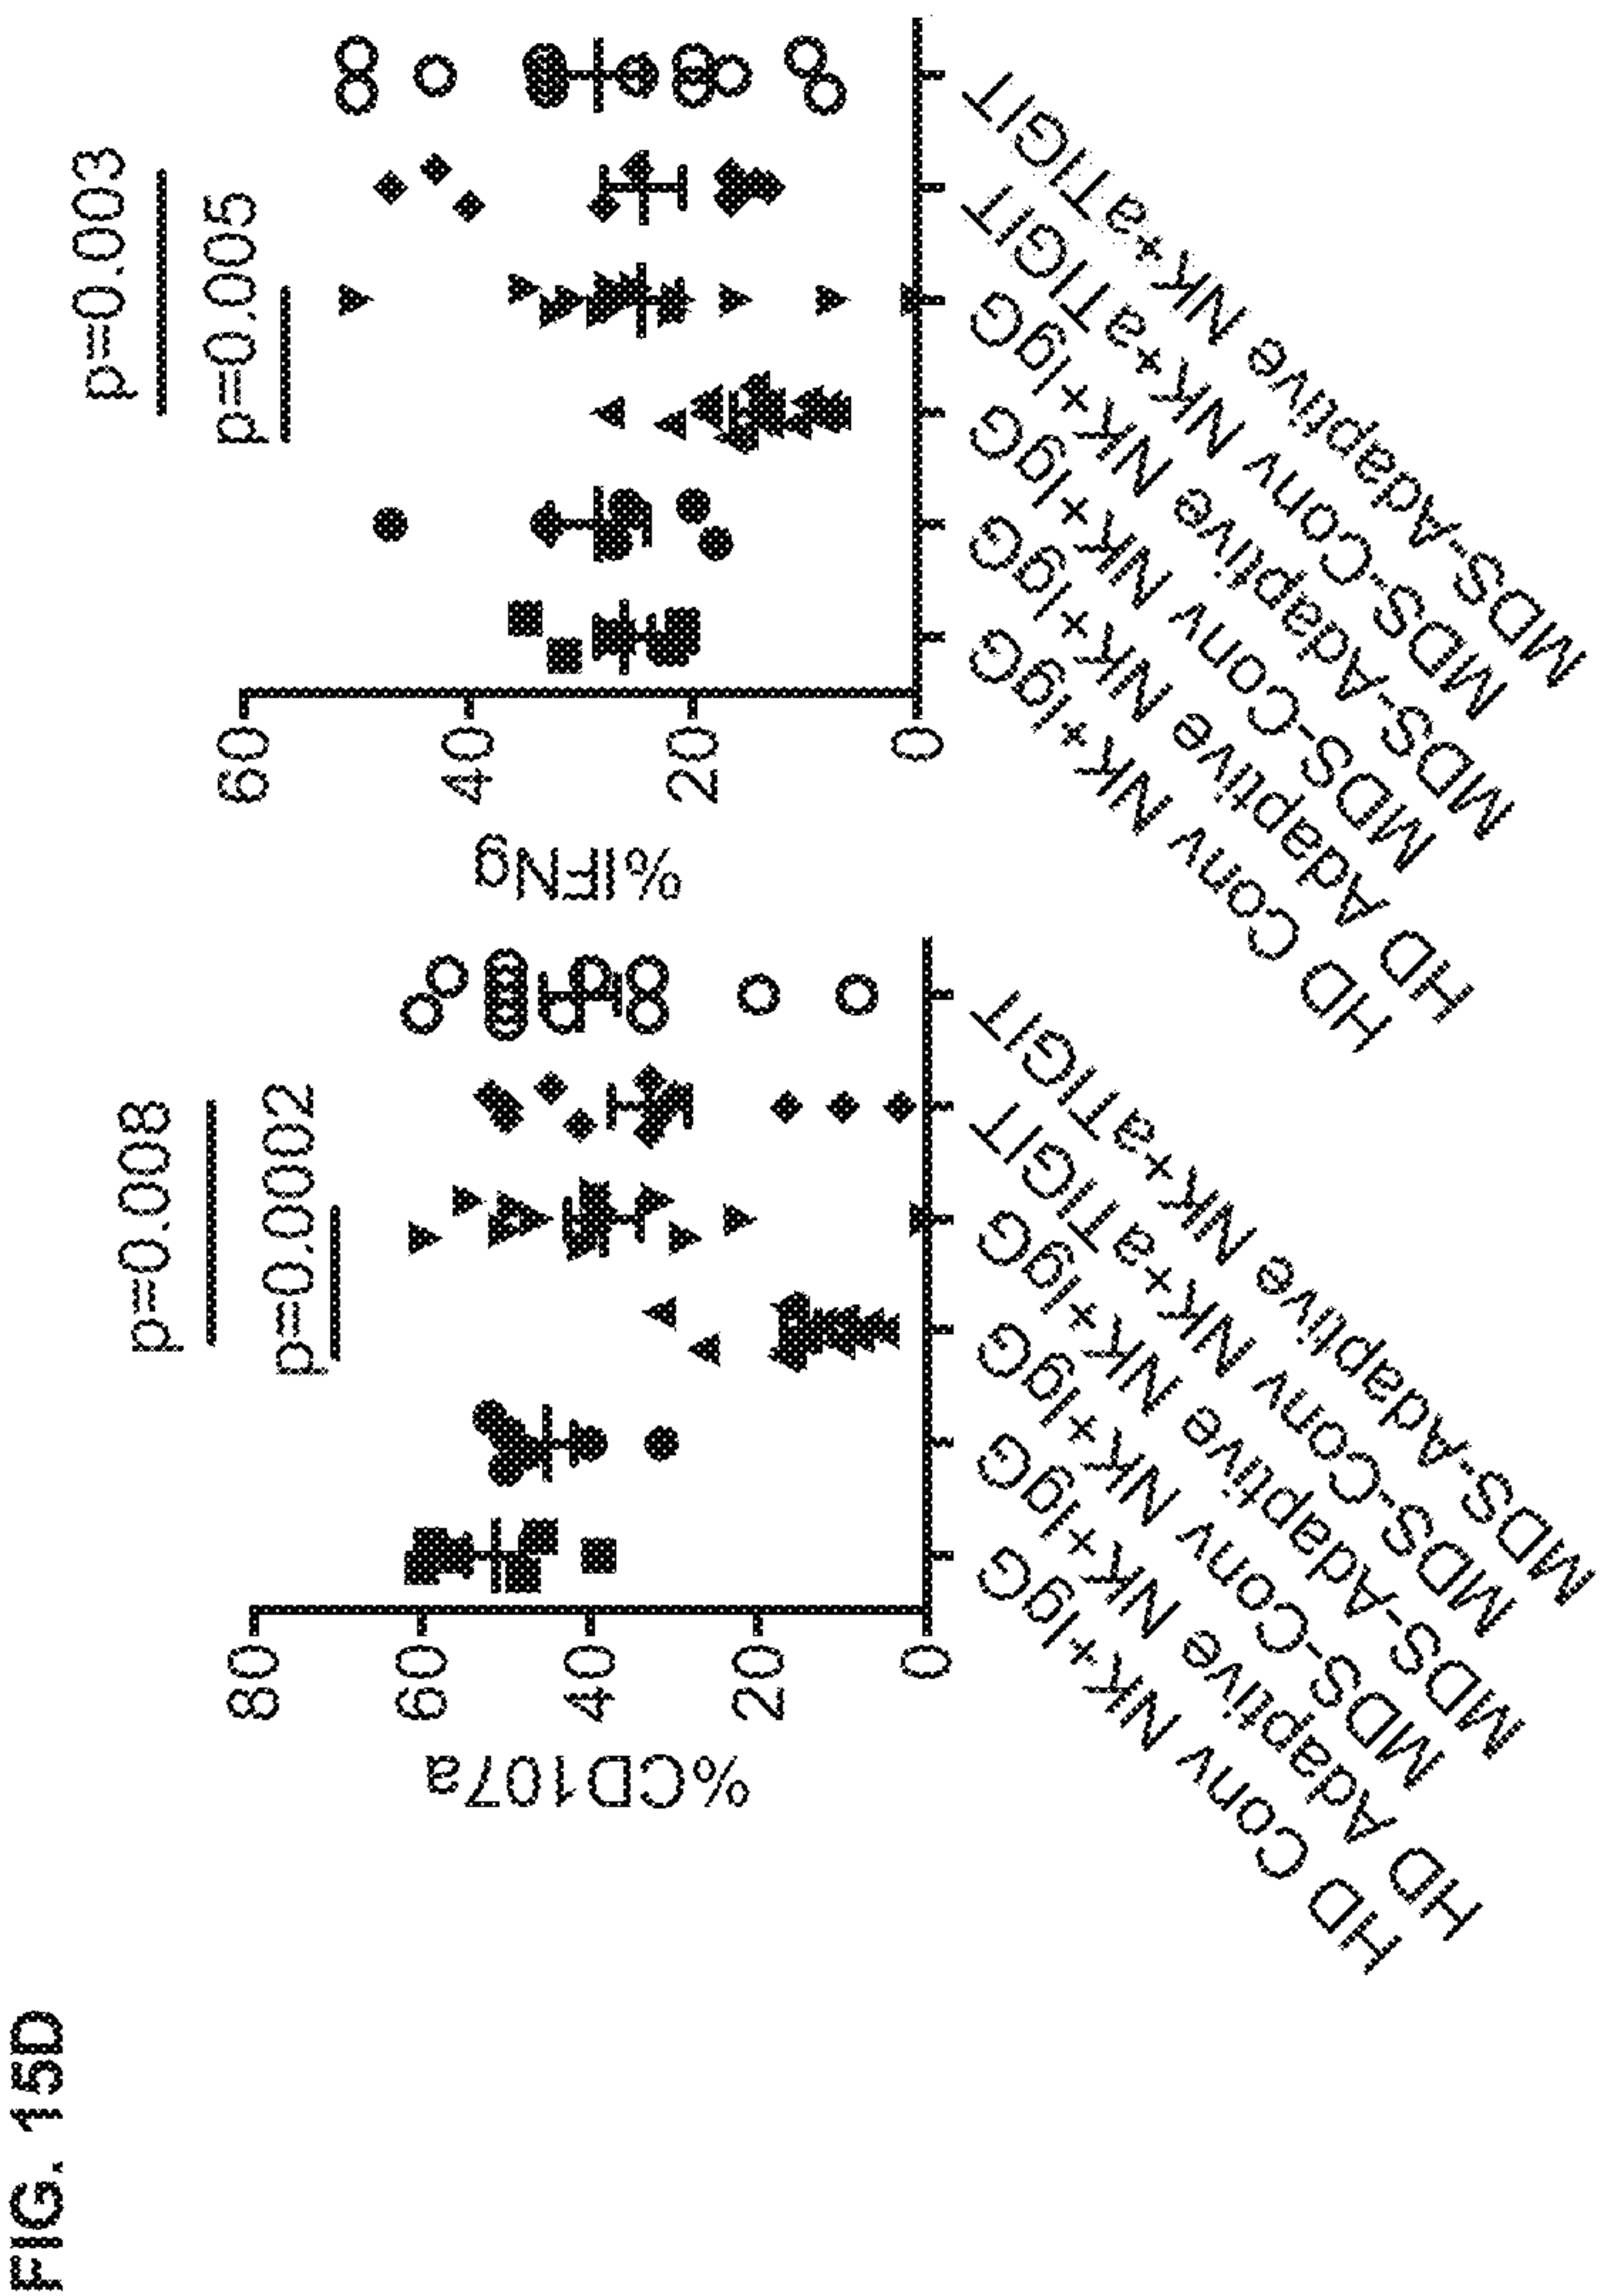 FIG. 15D
p=0.008
p=0.0002
%CD107a
80
60
40
20
0
HD Conv NK+IgG
HD Adaptive NK+IgG
MDS-Conv NK+IgG
MDS-Adaptive NK+IgG
MDS-Conv NK+aTIGIT
MDS-Adaptive NK+aTIGIT
p=0.003
p=0.005
%IFNg
60
40
20
0
HD Conv NK+IgG
HD Adaptive NK+IgG
MDS-Conv NK+IgG
MDS-Adaptive NK+IgG
MDS-Conv NK+aTIGIT
MDS-Adaptive NK+aTIGIT